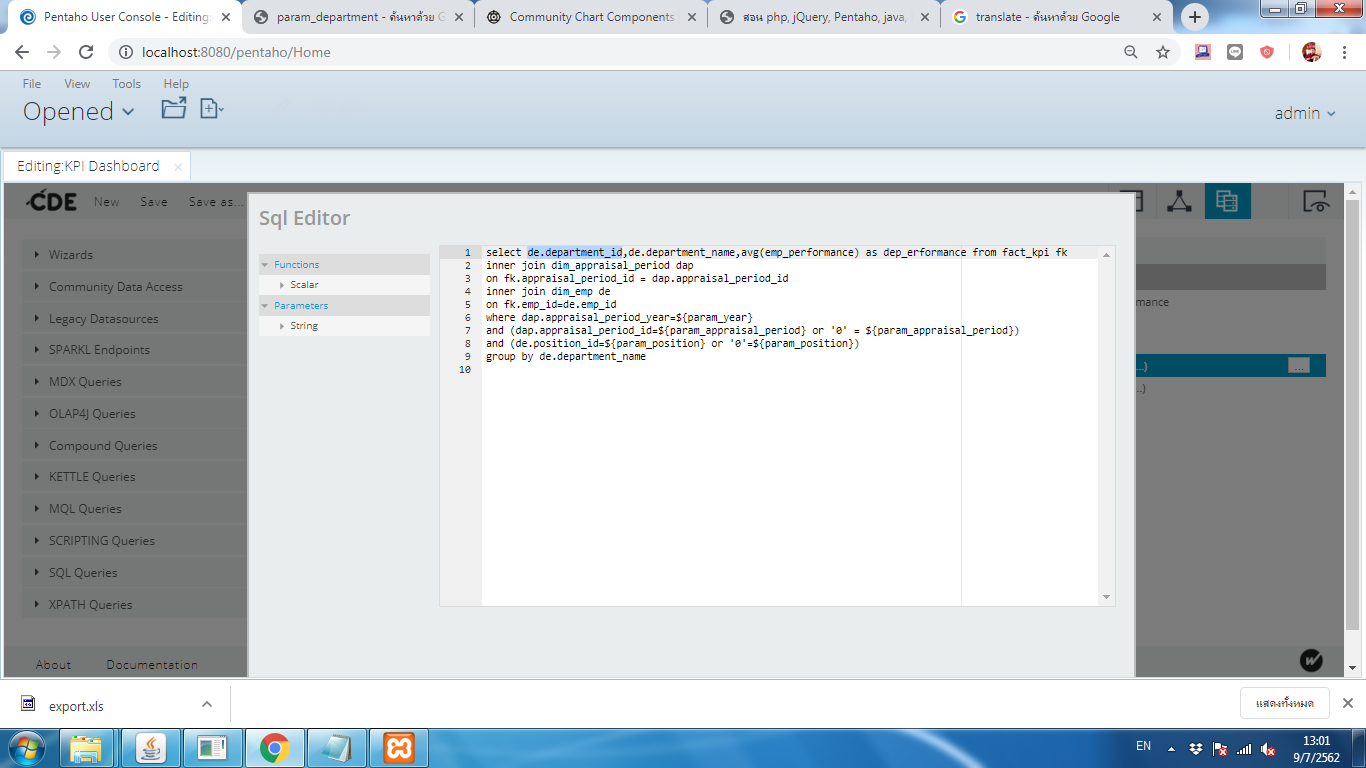 Pentaho User Console - Editing:
param_department - ค้นหาด้วย G
Community Chart Components
สอน php, jQuery, Pentaho, java,
translate - ค้นหาด้วย Google
localhost:8080/pentaho/Home
File View Tools Help
Opened
admin
Editing:KPI Dashboard
CDE New Save Save as...
Sql Editor
Wizards
Community Data Access
Legacy Datasources
SPARKL Endpoints
MDX Queries
OLAP4J Queries
Compound Queries
KETTLE Queries
MQL Queries
SCRIPTING Queries
SQL Queries
XPATH Queries
Functions
Scalar
Parameters
String
1 select de.department_id,de.department_name,avg(emp_performance) as dep_erformance from fact_kpi fk
2 inner join dim_appraisal_period dap
3 on fk.appraisal_period_id = dap.appraisal_period_id
4 inner join dim_emp de
5 on fk.emp_id=de.emp_id
6 where dap.appraisal_period_year=${param_year}
7 and (dap.appraisal_period_id=${param_appraisal_period} or '0' = ${param_appraisal_period})
8 and (de.position_id=${param_position} or '0'=${param_position})
9 group by de.department_name
10
mance
...)
...
..)
About Documentation
export.xls
แสดงทั้งหมด
EN
13:01
9/7/2562